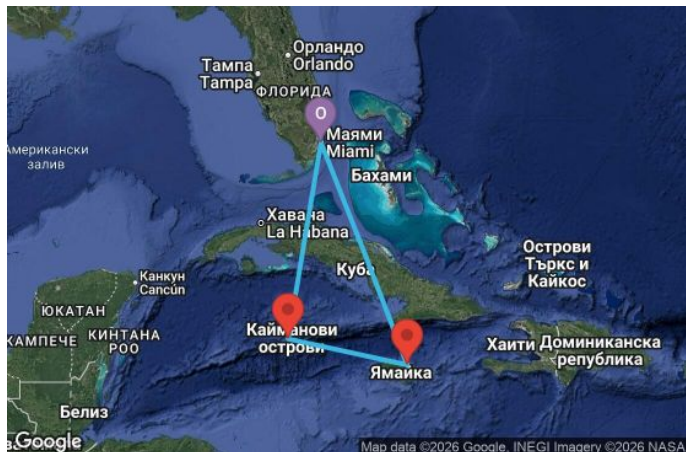 Орландо
Orlando
Тампа
Tampa
ФЛОРИДА
O
Маями
Miami
Американски
залив
Бахами
Хавана
La Habana
Острови
Търкс и
Кайкос
Канкун
Cancún
Куба
ЮКАТАН
КАМПЕЧЕ
КИНТАНА
РОО
Кайманови
острови
Хаити
Доминиканска
република
Ямайка
Белиз
Google
Map data ©2026 Google, INEGI Imagery ©2026 NASA